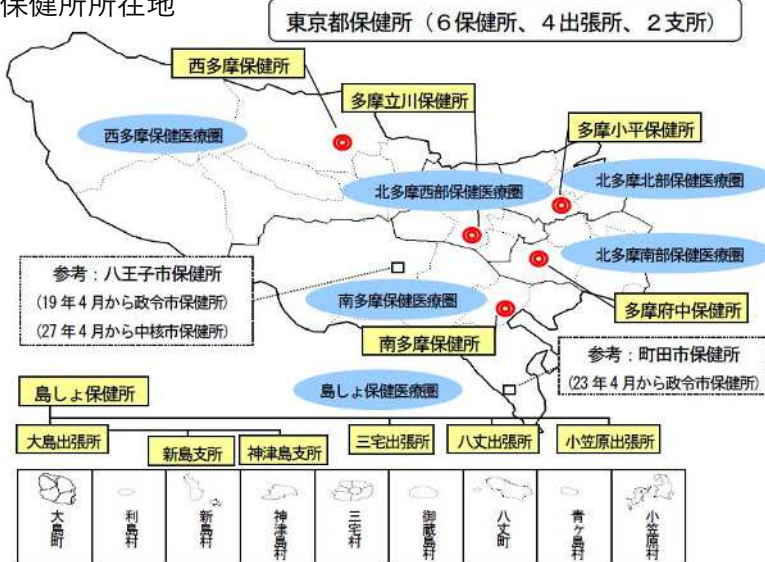 保健所所在地
東京都保健所（6保健所、4出張所、2支所）
西多摩保健所
多摩立川保健所
多摩小平保健所
西多摩保健医療圏
北多摩西部保健医療圏
北多摩北部保健医療圏
北多摩南部保健医療圏
参考：八王子市保健所
(19年4月から政令市保健所)
(27年4月から中核市保健所)
南多摩保健医療圏
多摩府中保健所
南多摩保健所
参考：町田市保健所
(23年4月から政令市保健所)
島しょ保健医療圏
島しょ保健所
大島出張所
新島支所
神津島支所
三宅出張所
八丈出張所
小笠原出張所
大島町
利島村
新島村
神津島村
三宅村
御蔵島村
八丈町
青ヶ島村
小笠原村